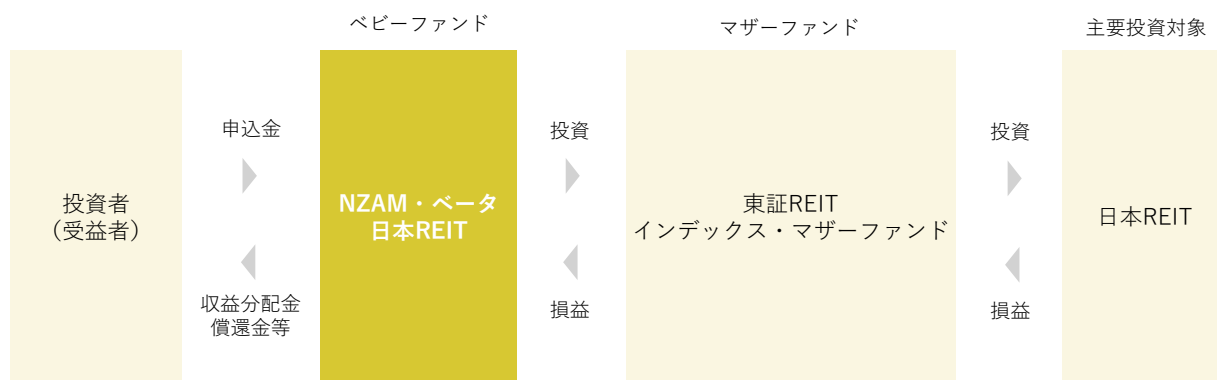 ベビーファンド
マザーファンド
主要投資対象
投資者
（受益者）
申込金
収益分配金
償還金等
NZAM・ベータ
日本REIT
投資
損益
東証REIT
インデックス・マザーファンド
投資
損益
日本REIT